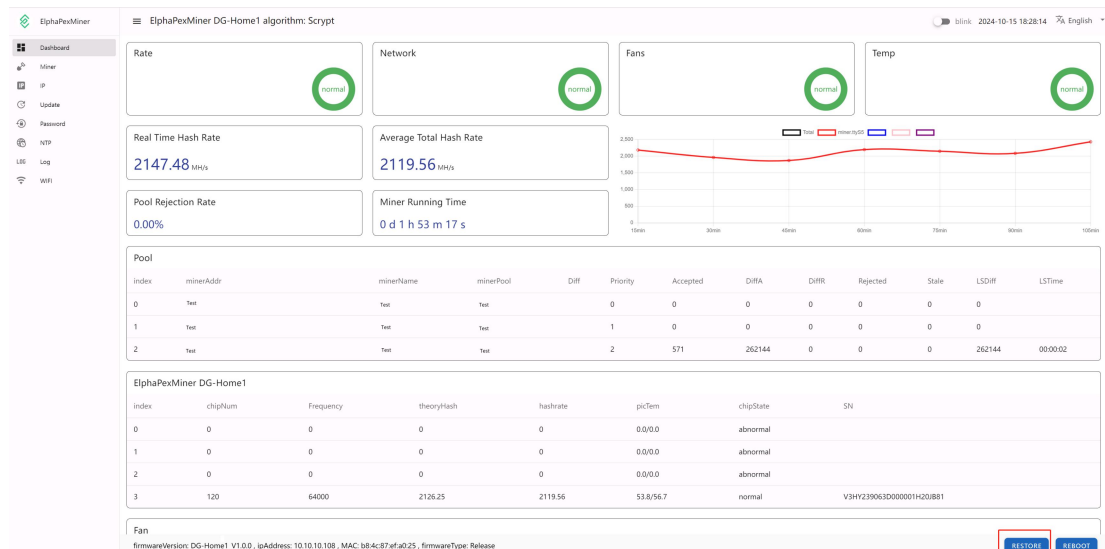 ElphaPexMiner
ElphaPexMiner DG-Home1 algorithm: Scrypt
blink 2024-10-15 18:28:14 English
Dashboard
Miner
IP
Update
Password
NTP
LOG Log
WIFI
Rate
normal
Network
normal
Fans
normal
Temp
normal
Real Time Hash Rate
2147.48 MH/s
Average Total Hash Rate
2119.56 MH/s
Pool Rejection Rate
0.00%
Miner Running Time
0 d 1 h 53 m 17 s
Total
2,500
2,000
1,500
1,000
500
0
15min 30min 45min 60min 75min 90min 105min
Pool
index minerAddr minerName minerPool Diff Priority Accepted DiffA DiffR Rejected Stale LSDiff LSTime
0 Test Test Test 0 0 0 0 0 0 0
1 Test Test Test 1 0 0 0 0 0 0
2 Test Test Test 2 571 262144 0 0 0 262144 00:00:02
ElphaPexMiner DG-Home1
index chipNum Frequency theoryHash hashrate picTem chipState SN
0 0 0 0 0 0.0/0.0 abnormal
1 0 0 0 0 0.0/0.0 abnormal
2 0 0 0 0 0.0/0.0 abnormal
3 120 64000 2126.25 2119.56 53.8/56.7 normal V3HY239063D000001H20JB81
Fan
firmwareVersion: DG-Home1_V1.0.0 , ipAddress: 10.10.10.108 , MAC: b8:4c:87:ef:a0:25 , firmwareType: Release
RESTORE REBOOT